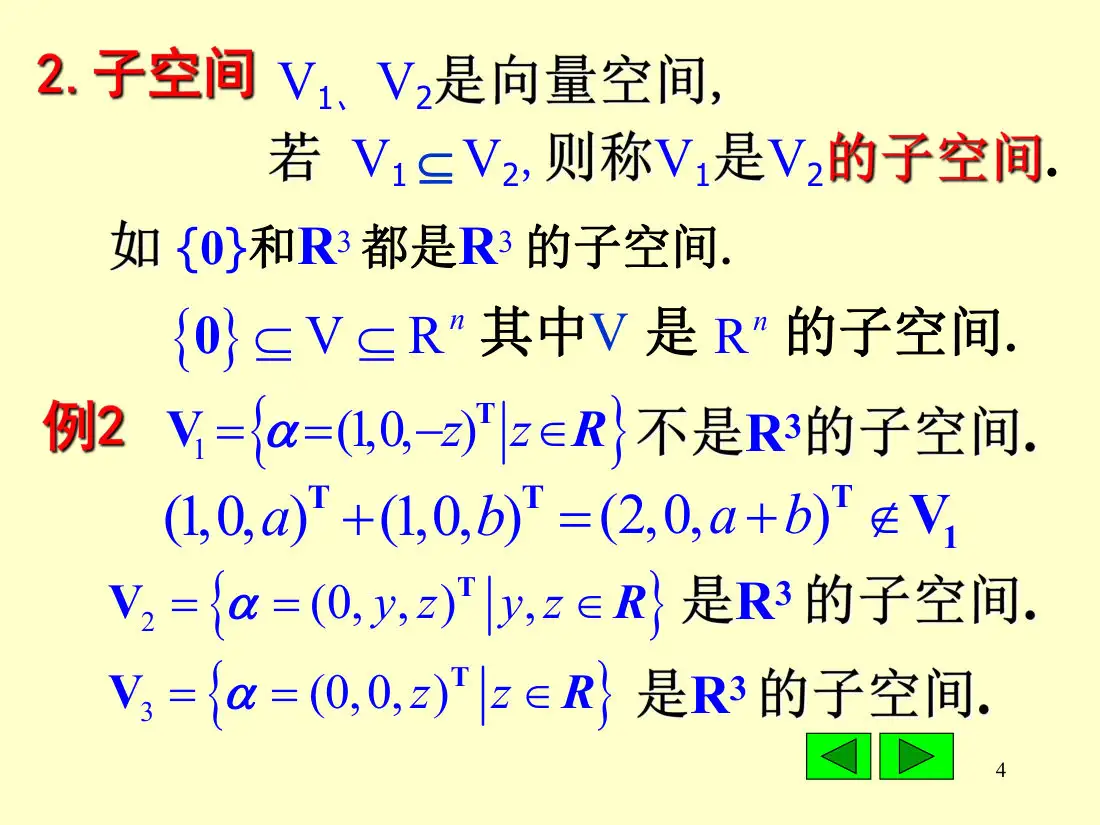 2.子空间 V₁、V₂是向量空间,
若 V₁⊆V₂,则称V₁是V₂的子空间.
如{0}和R³都是R³的子空间.
{0}⊆V⊆Rⁿ其中V是Rⁿ的子空间.
例2 V₁={α=(1,0,−z)ᵀ|z∈R}不是R³的子空间.
(1,0,a)ᵀ+(1,0,b)ᵀ=(2,0,a+b)ᵀ∉V₁
V₂={α=(0,y,z)ᵀ|y,z∈R}是R³的子空间.
V₃={α=(0,0,z)ᵀ|z∈R}是R³的子空间.
4